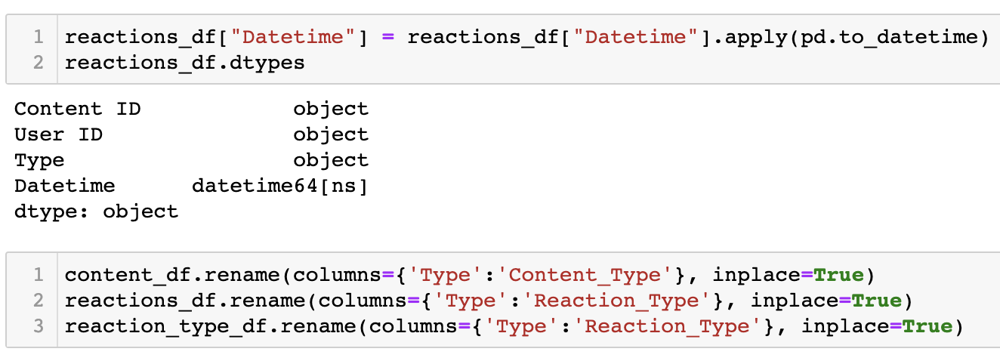 1 reactions_df["Datetime"] = reactions_df["Datetime"].apply(pd.to_datetime)
2 reactions_df.dtypes
Content ID            object
User ID               object
Type                  object
Datetime      datetime64[ns]
dtype: object
1 content_df.rename(columns={'Type':'Content_Type'}, inplace=True)
2 reactions_df.rename(columns={'Type':'Reaction_Type'}, inplace=True)
3 reaction_type_df.rename(columns={'Type':'Reaction_Type'}, inplace=True)